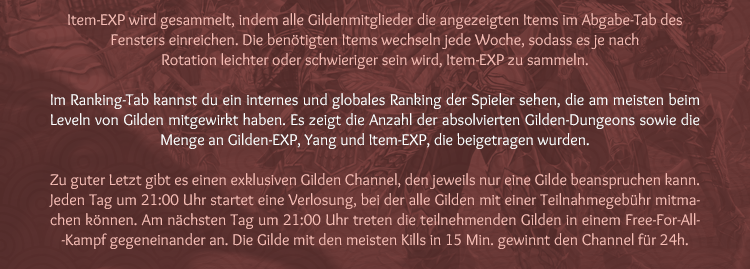 Item-EXP wird gesammelt, indem alle Gildenmitglieder die angezeigten Items im Abgabe-Tab des
Fensters einreichen. Die benötigten Items wechseln jede Woche, sodass es je nach
Rotation leichter oder schwieriger sein wird, Item-EXP zu sammeln.
Im Ranking-Tab kannst du ein internes und globales Ranking der Spieler sehen, die am meisten beim
Leveln von Gilden mitgewirkt haben. Es zeigt die Anzahl der absolvierten Gilden-Dungeons sowie die
Menge an Gilden-EXP, Yang und Item-EXP, die beigetragen wurden.
Zu guter Letzt gibt es einen exklusiven Gilden Channel, den jeweils nur eine Gilde beanspruchen kann.
Jeden Tag um 21:00 Uhr startet eine Verlosung, bei der alle Gilden mit einer Teilnahmegebühr mitma-
chen können. Am nächsten Tag um 21:00 Uhr treten die teilnehmenden Gilden in einem Free-For-All-
-Kampf gegeneinander an. Die Gilde mit den meisten Kills in 15 Min. gewinnt den Channel für 24h.